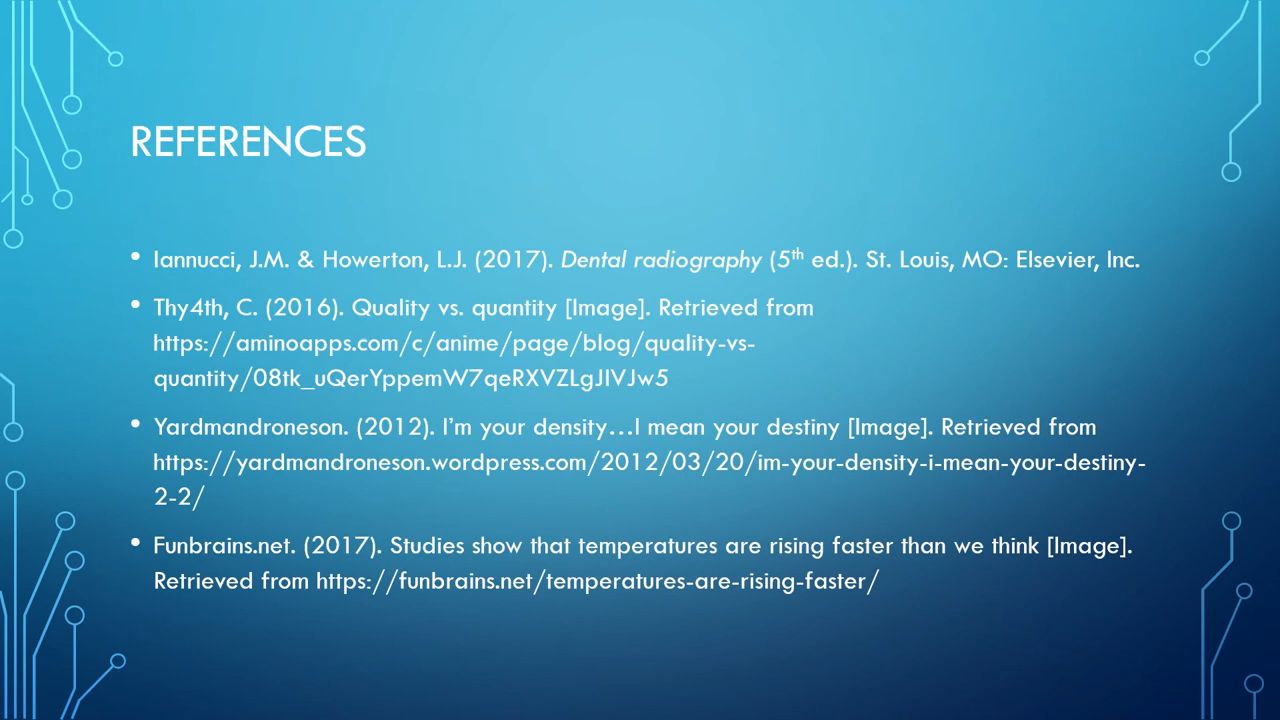 REFERENCES
• Iannucci, J.M. & Howerton, L.J. (2017). Dental radiography (5th ed.). St. Louis, MO: Elsevier, Inc.
• Thy4th, C. (2016). Quality vs. quantity [Image]. Retrieved from
https://aminoapps.com/c/anime/page/blog/quality-vs-
quantity/08tk_uQerYppemW7qeRXVZLgJlVJw5
• Yardmandroneson. (2012). I’m your density…I mean your destiny [Image]. Retrieved from
https://yardmandroneson.wordpress.com/2012/03/20/im-your-density-i-mean-your-destiny-
2-2/
• Funbrains.net. (2017). Studies show that temperatures are rising faster than we think [Image].
Retrieved from https://funbrains.net/temperatures-are-rising-faster/